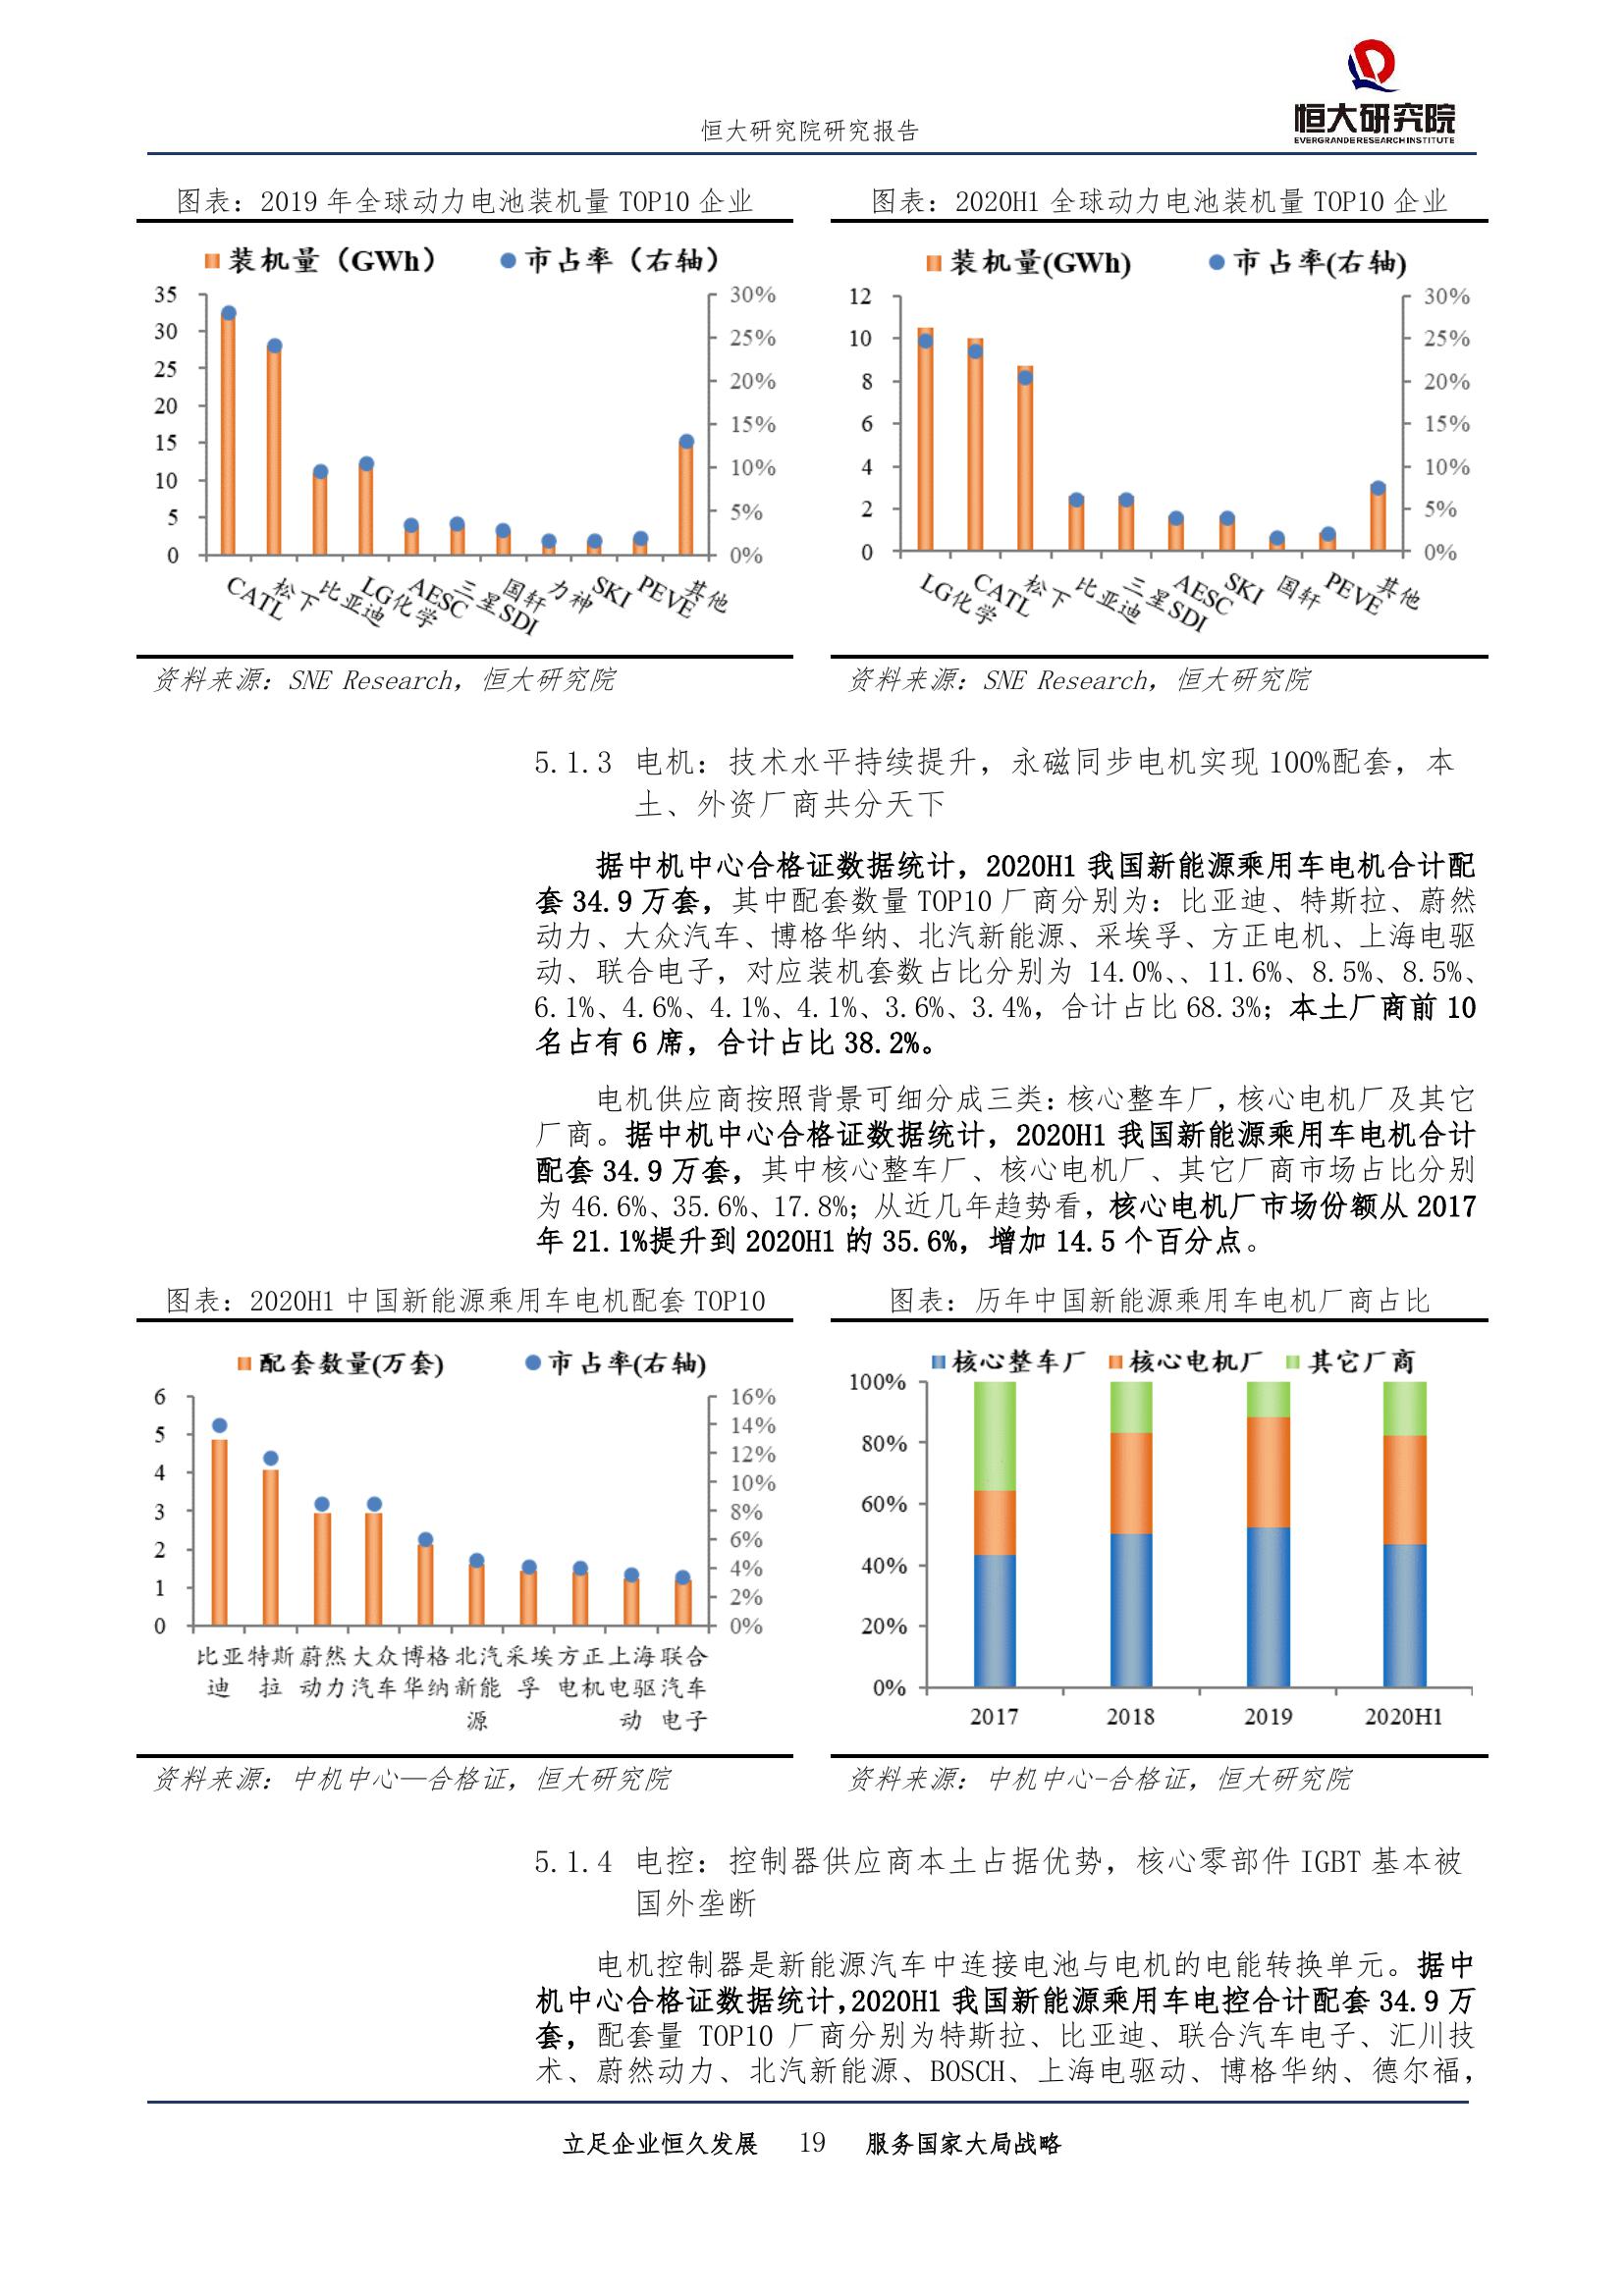 恒大研究院研究报告
恒大研究院
EVERGRANDE RESEARCH INSTITUTE
图表：2019 年全球动力电池装机量 TOP10 企业
装机量（GWh） 市占率（右轴）
35
30
25
20
15
10
5
0
30%
25%
20%
15%
10%
5%
0%
CATL 松下 比亚迪 LG化学 AESC 三星SDI 国轩 力神 SKI PEVE 其他
资料来源：SNE Research，恒大研究院
图表：2020H1 全球动力电池装机量 TOP10 企业
装机量(GWh) 市占率(右轴)
12
10
8
6
4
2
0
30%
25%
20%
15%
10%
5%
0%
LG化学 CATL 松下 比亚迪 三星SDI AESC SKI 国轩 PEVE 其他
资料来源：SNE Research，恒大研究院
5.1.3 电机：技术水平持续提升，永磁同步电机实现 100%配套，本
土、外资厂商共分天下
据中机中心合格证数据统计，2020H1 我国新能源乘用车电机合计配
套 34.9 万套，其中配套数量 TOP10 厂商分别为：比亚迪、特斯拉、蔚然
动力、大众汽车、博格华纳、北汽新能源、采埃孚、方正电机、上海电驱
动、联合电子，对应装机套数占比分别为 14.0%、、11.6%、8.5%、8.5%、
6.1%、4.6%、4.1%、4.1%、3.6%、3.4%，合计占比 68.3%；本土厂商前 10
名占有 6 席，合计占比 38.2%。
电机供应商按照背景可细分成三类：核心整车厂，核心电机厂及其它
厂商。据中机中心合格证数据统计，2020H1 我国新能源乘用车电机合计
配套 34.9 万套，其中核心整车厂、核心电机厂、其它厂商市场占比分别
为 46.6%、35.6%、17.8%；从近几年趋势看，核心电机厂市场份额从 2017
年 21.1%提升到 2020H1 的 35.6%，增加 14.5 个百分点。
图表：2020H1 中国新能源乘用车电机配套 TOP10
配套数量(万套) 市占率(右轴)
6
5
4
3
2
1
0
16%
14%
12%
10%
8%
6%
4%
2%
0%
比亚 特斯 蔚然 大众 博格 北汽 采埃 方正 上海 联合
迪 拉 动力 汽车 华纳 新能 孚 电机 电驱 汽车
源 动 电子
资料来源：中机中心—合格证，恒大研究院
图表：历年中国新能源乘用车电机厂商占比
核心整车厂 核心电机厂 其它厂商
100%
80%
60%
40%
20%
0%
2017 2018 2019 2020H1
资料来源：中机中心-合格证，恒大研究院
5.1.4 电控：控制器供应商本土占据优势，核心零部件 IGBT 基本被
国外垄断
电机控制器是新能源汽车中连接电池与电机的电能转换单元。据中
机中心合格证数据统计，2020H1 我国新能源乘用车电控合计配套 34.9 万
套，配套量 TOP10 厂商分别为特斯拉、比亚迪、联合汽车电子、汇川技
术、蔚然动力、北汽新能源、BOSCH、上海电驱动、博格华纳、德尔福，
立足企业恒久发展 19 服务国家大局战略